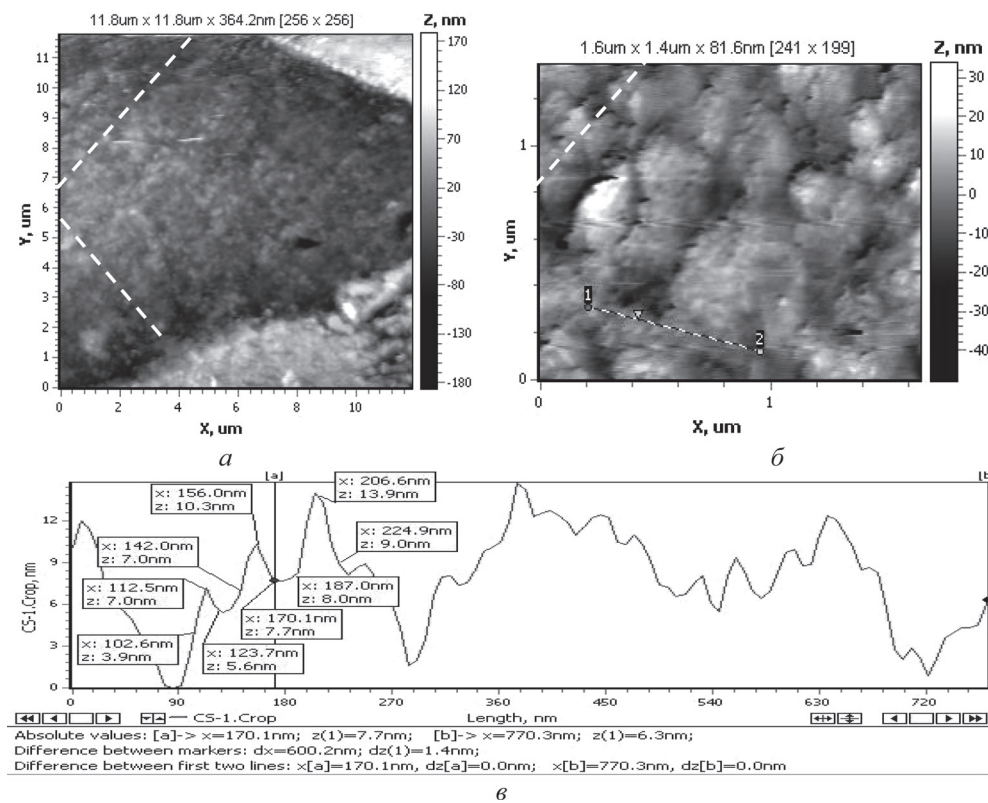 11.8um x 11.8um x 364.2nm [256 x 256]
Z, nm
170
120
70
20
-30
-80
-130
-180
Y, um
11
10
9
8
7
6
5
4
3
2
1
0
0 2 4 6 8 10
X, um
а
1.6um x 1.4um x 81.6nm [241 x 199]
Z, nm
30
20
10
0
-10
-20
-30
-40
Y, um
1
0
1
2
0 1
X, um
б
[a]
[b
CS-1.Crop, nm
12
9
6
3
0
x: 156.0nm
z: 10.3nm
x: 206.6nm
z: 13.9nm
x: 142.0nm
z: 7.0nm
x: 224.9nm
z: 9.0nm
x: 112.5nm
z: 7.0nm
x: 187.0nm
z: 8.0nm
x: 170.1nm
z: 7.7nm
x: 102.6nm
z: 3.9nm
x: 123.7nm
z: 5.6nm
0 90 180 270 360 450 540 630 720
CS-1.Crop
Length, nm
Absolute values: [a]-> x=170.1nm; z(1)=7.7nm; [b]-> x=770.3nm; z(1)=6.3nm;
Difference between markers: dx=600.2nm; dz(1)=1.4nm;
Difference between first two lines: x[a]=170.1nm, dz[a]=0.0nm; x[b]=770.3nm, dz[b]=0.0nm
в